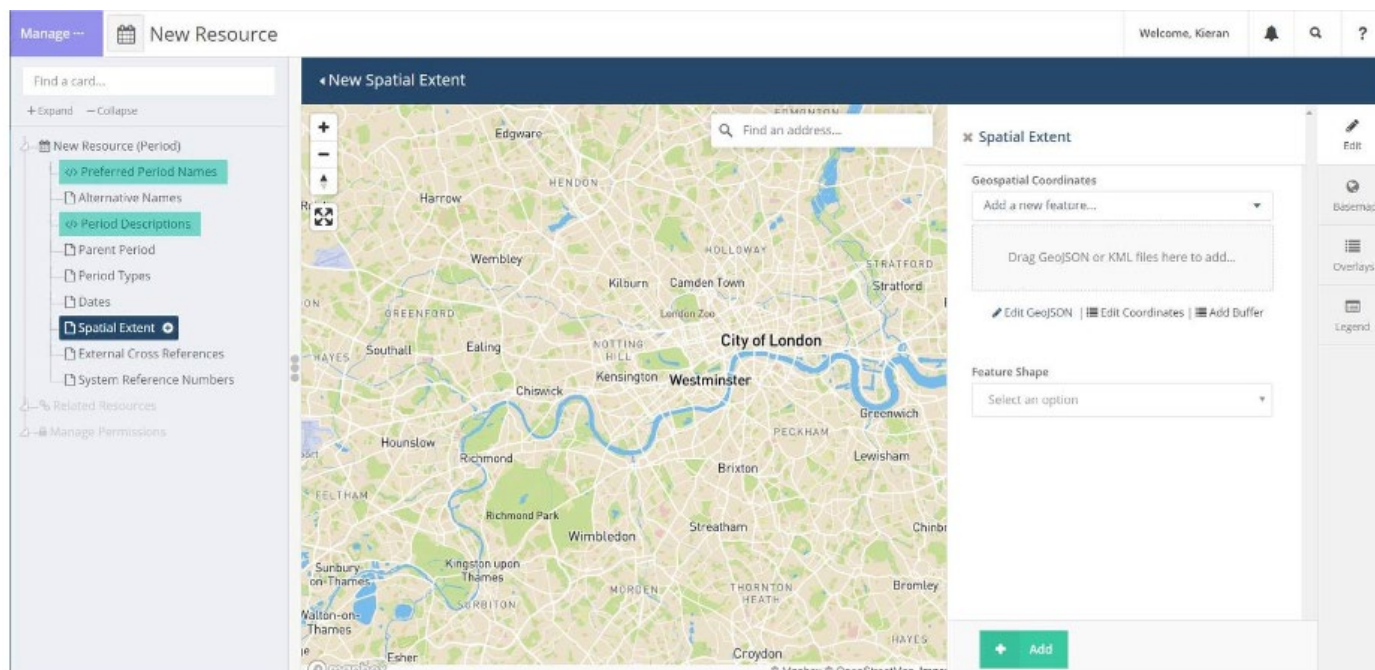 Manage ...
New Resource
Welcome, Kieran
?
Find a card...
+ Expand − Collapse
New Resource (Period)
</> Preferred Period Names
Alternative Names
</> Period Descriptions
Parent Period
Period Types
Dates
Spatial Extent
External Cross References
System Reference Numbers
Related Resources
Manage Permissions
New Spatial Extent
Find an address...
EDMONTON
Edgware
HENDON
Harrow
HOLLOWAY
Wembley
STRATFORD
Kilburn Camden Town
Stratford
GREENFORD
London Zoo
City of London
HAYES
Southall
Ealing
NOTTING
HILL
Kensington
Westminster
Chiswick
Greenwich
PECKHAM
Hounslow
Richmond
Lewisham
Brixton
FELTHAM
Richmond Park
Streatham
Wimbledon
Sunbury
-on-Thames
Kingston upon
Thames
MORDEN
THORNTON
HEATH
Bromley
SURBITON
Walton-on-
Thames
HAYES
Esher
Croydon
mapbox
© Mapbox © OpenStreetMap
Spatial Extent
Geospatial Coordinates
Add a new feature...
Drag GeoJSON or KML files here to add...
Edit GeoJSON | Edit Coordinates | Add Buffer
Feature Shape
Select an option
+ Add
Edit
Basemap
Overlays
Legend